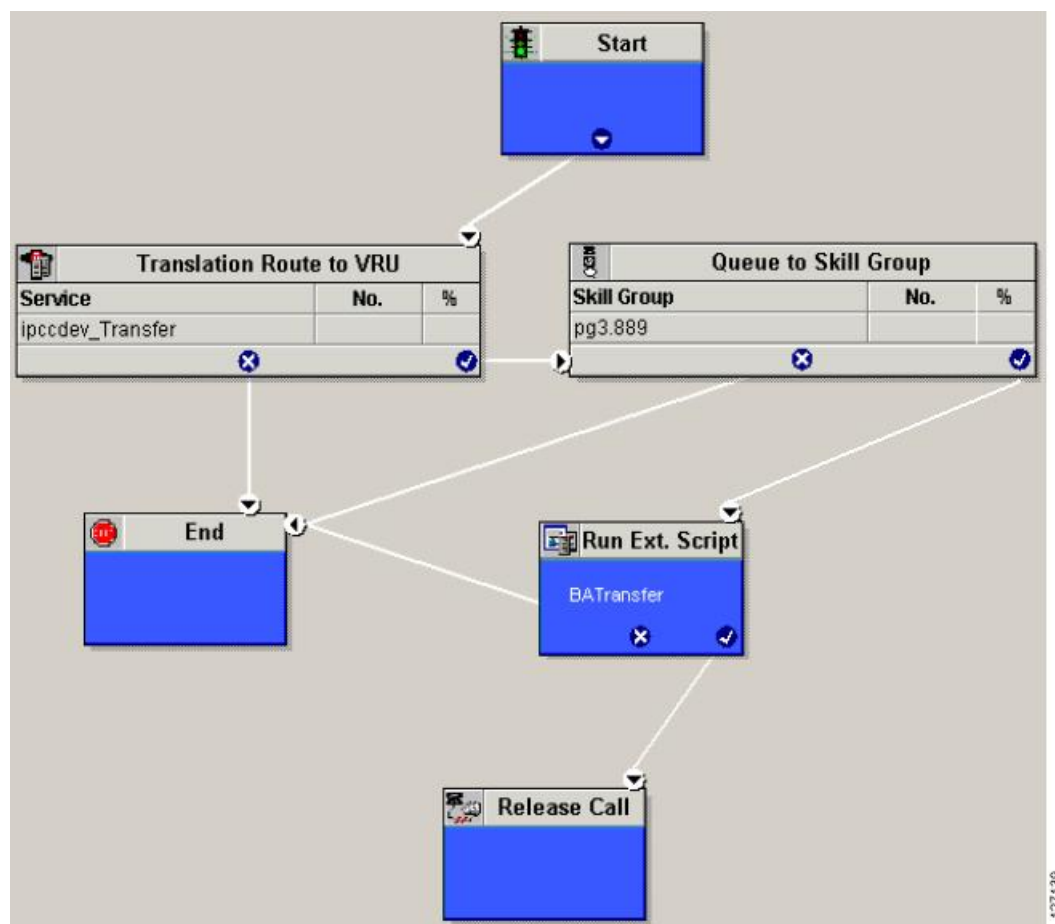 Start
Translation Route to VRU
Service No. %
ipccdev_Transfer
Queue to Skill Group
Skill Group No. %
pg3.889
End
Run Ext. Script
BATransfer
Release Call